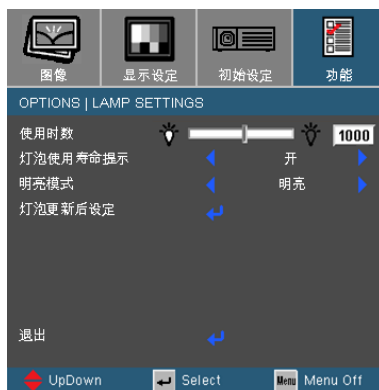 图像 显示设定 初始设定 功能
OPTIONS | LAMP SETTINGS
使用时数 1000
灯泡使用寿命提示 开
明亮模式 明亮
灯泡更新后设定
退出
UpDown Select Menu Menu Off